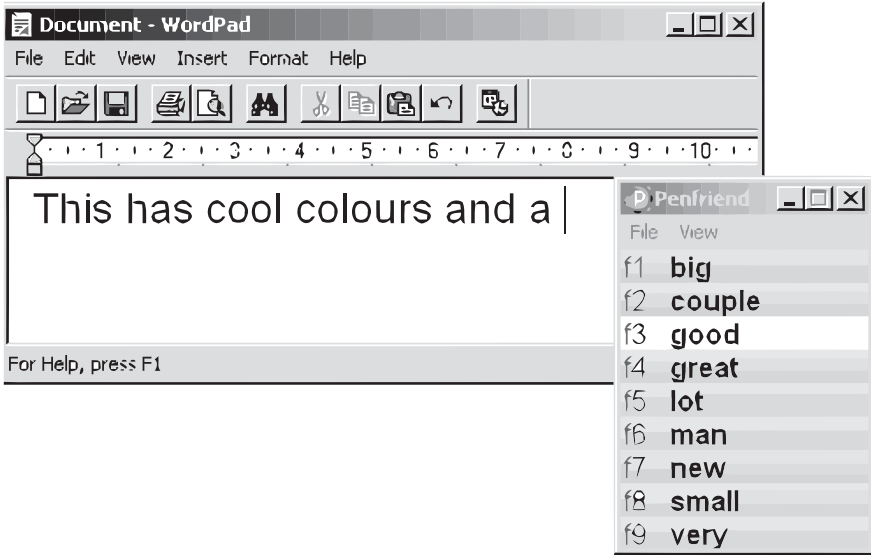 Document - WordPad
File Edit View Insert Format Help
1 2 3 4 5 6 7 8 9 10
This has cool colours and a
For Help, press F1
Penfriend
File View
f1 big
f2 couple
f3 good
f4 great
f5 lot
f6 man
f7 new
f8 small
f9 very